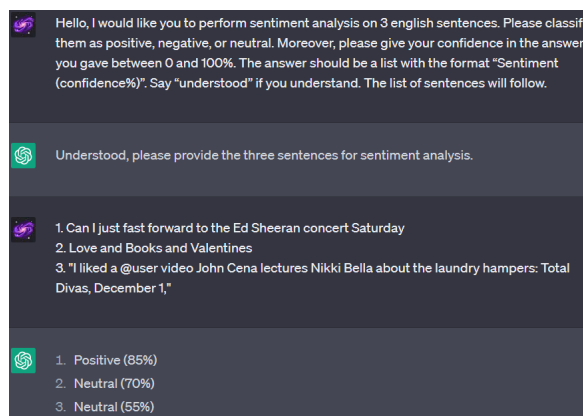 Hello, I would like you to perform sentiment analysis on 3 english sentences. Please classif
them as positive, negative, or neutral. Moreover, please give your confidence in the answer
you gave between 0 and 100%. The answer should be a list with the format “Sentiment
(confidence%)”. Say “understood” if you understand. The list of sentences will follow.
Understood, please provide the three sentences for sentiment analysis.
1. Can I just fast forward to the Ed Sheeran concert Saturday
2. Love and Books and Valentines
3. "I liked a @user video John Cena lectures Nikki Bella about the laundry hampers: Total
Divas, December 1,"
1. Positive (85%)
2. Neutral (70%)
3. Neutral (55%)